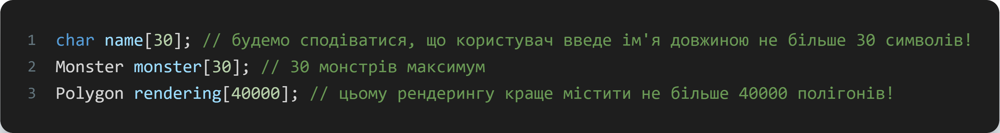 1 char name[30]; // будемо сподіватися, що користувач введе ім'я довжиною не більше 30 символів!
2 Monster monster[30]; // 30 монстрів максимум
3 Polygon rendering[40000]; // цьому рендерингу краще містити не більше 40000 полігонів!